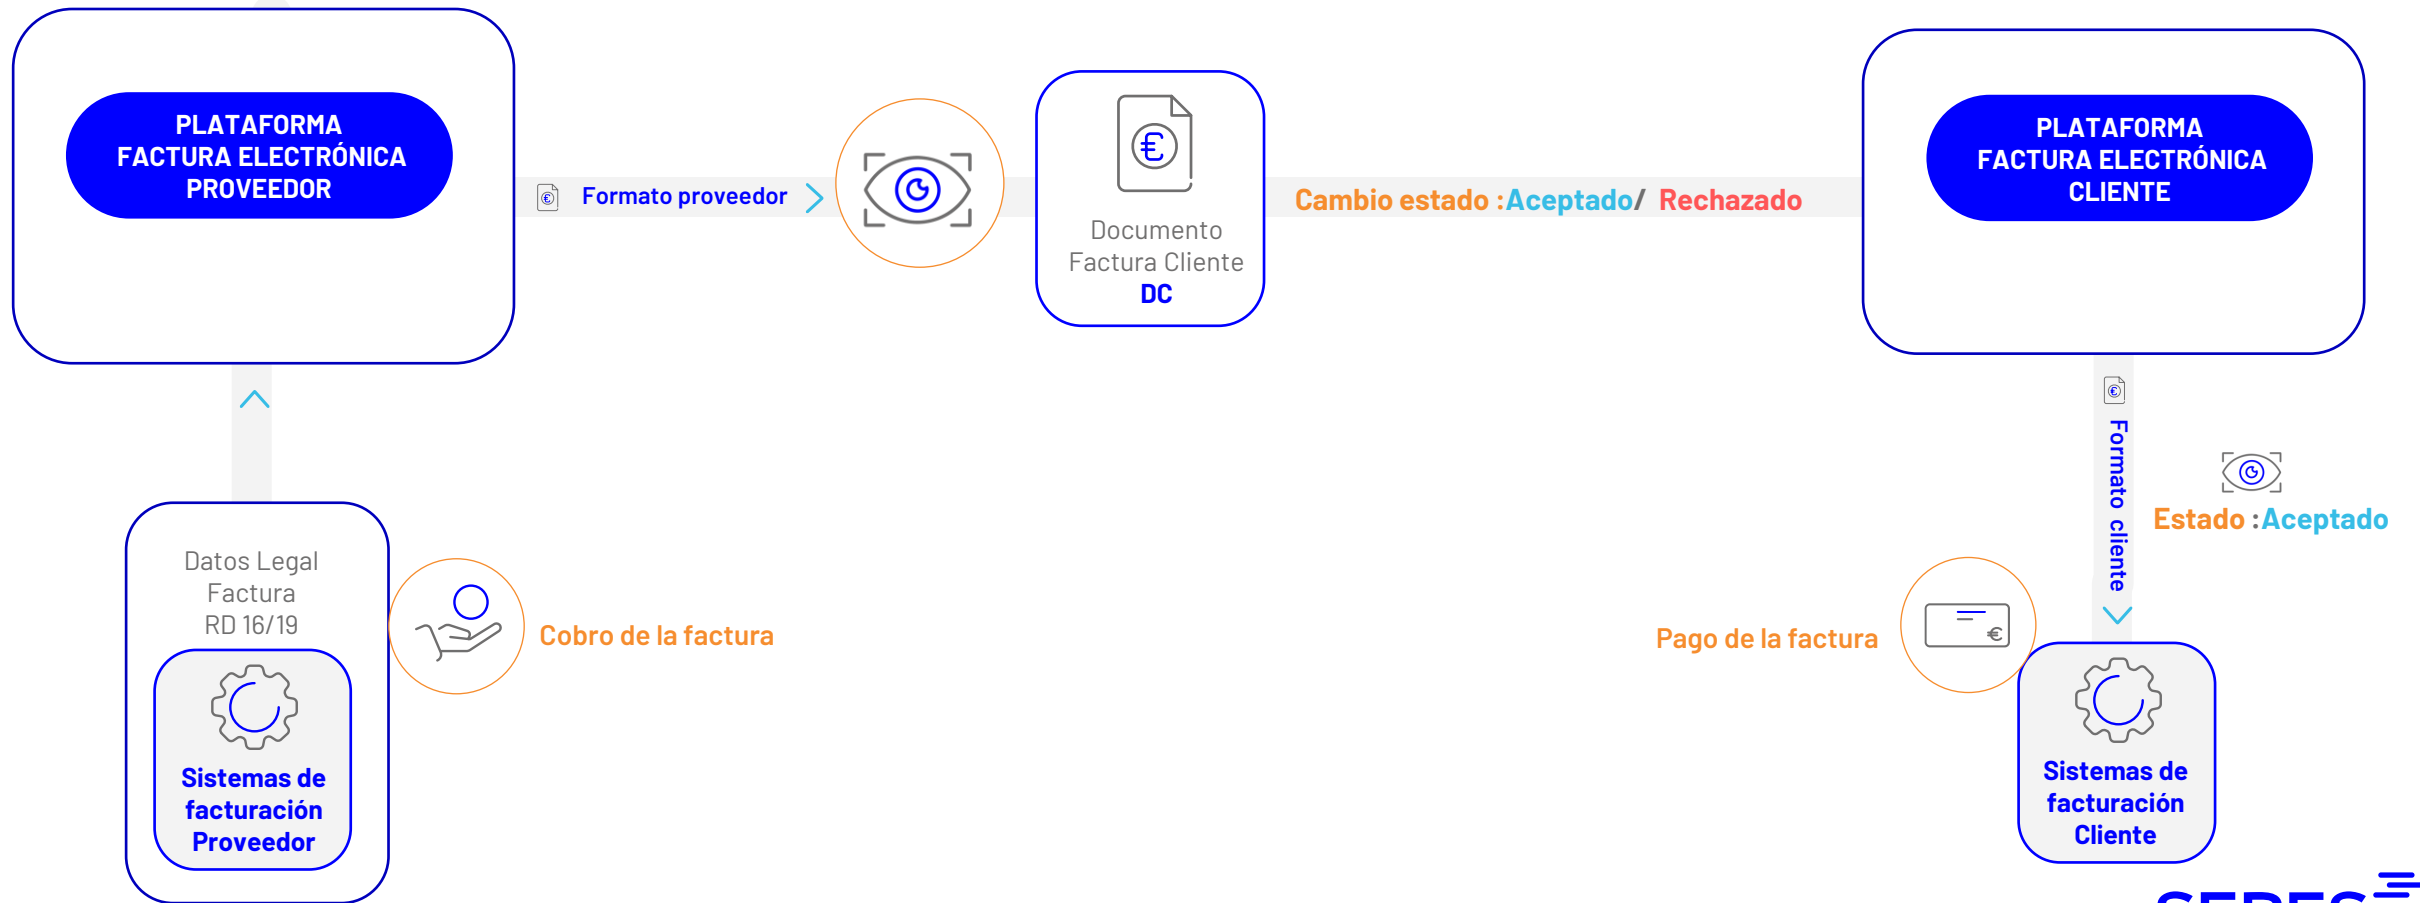 PLATAFORMA
FACTURA ELECTRÓNICA
PROVEEDOR
Formato proveedor
Documento
Factura Cliente
DC
Cambio estado :Aceptado/ Rechazado
PLATAFORMA
FACTURA ELECTRÓNICA
CLIENTE
Formato cliente
Estado :Aceptado
Datos Legal
Factura
RD 16/19
Sistemas de
facturación
Proveedor
Cobro de la factura
Pago de la factura
Sistemas de
facturación
Cliente